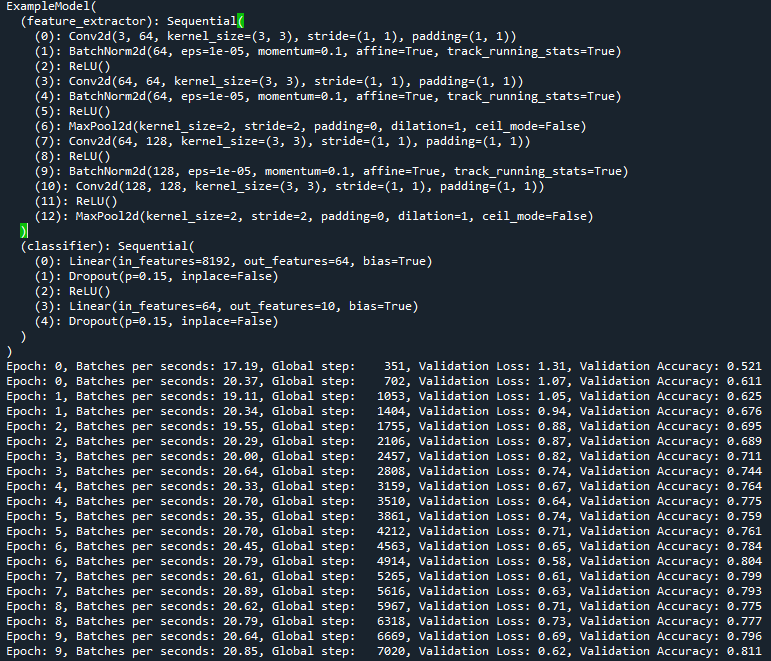 ExampleModel(
  (feature_extractor): Sequential(
    (0): Conv2d(3, 64, kernel_size=(3, 3), stride=(1, 1), padding=(1, 1))
    (1): BatchNorm2d(64, eps=1e-05, momentum=0.1, affine=True, track_running_stats=True)
    (2): ReLU()
    (3): Conv2d(64, 64, kernel_size=(3, 3), stride=(1, 1), padding=(1, 1))
    (4): BatchNorm2d(64, eps=1e-05, momentum=0.1, affine=True, track_running_stats=True)
    (5): ReLU()
    (6): MaxPool2d(kernel_size=2, stride=2, padding=0, dilation=1, ceil_mode=False)
    (7): Conv2d(64, 128, kernel_size=(3, 3), stride=(1, 1), padding=(1, 1))
    (8): ReLU()
    (9): BatchNorm2d(128, eps=1e-05, momentum=0.1, affine=True, track_running_stats=True)
    (10): Conv2d(128, 128, kernel_size=(3, 3), stride=(1, 1), padding=(1, 1))
    (11): ReLU()
    (12): MaxPool2d(kernel_size=2, stride=2, padding=0, dilation=1, ceil_mode=False)
  )
  (classifier): Sequential(
    (0): Linear(in_features=8192, out_features=64, bias=True)
    (1): Dropout(p=0.15, inplace=False)
    (2): ReLU()
    (3): Linear(in_features=64, out_features=10, bias=True)
    (4): Dropout(p=0.15, inplace=False)
  )
)
Epoch: 0, Batches per seconds: 17.19, Global step:    351, Validation Loss: 1.31, Validation Accuracy: 0.521
Epoch: 0, Batches per seconds: 20.37, Global step:    702, Validation Loss: 1.07, Validation Accuracy: 0.611
Epoch: 1, Batches per seconds: 19.11, Global step:   1053, Validation Loss: 1.05, Validation Accuracy: 0.625
Epoch: 1, Batches per seconds: 20.34, Global step:   1404, Validation Loss: 0.94, Validation Accuracy: 0.676
Epoch: 2, Batches per seconds: 19.55, Global step:   1755, Validation Loss: 0.88, Validation Accuracy: 0.695
Epoch: 2, Batches per seconds: 20.29, Global step:   2106, Validation Loss: 0.87, Validation Accuracy: 0.689
Epoch: 3, Batches per seconds: 20.00, Global step:   2457, Validation Loss: 0.82, Validation Accuracy: 0.711
Epoch: 3, Batches per seconds: 20.64, Global step:   2808, Validation Loss: 0.74, Validation Accuracy: 0.744
Epoch: 4, Batches per seconds: 20.33, Global step:   3159, Validation Loss: 0.67, Validation Accuracy: 0.764
Epoch: 4, Batches per seconds: 20.70, Global step:   3510, Validation Loss: 0.64, Validation Accuracy: 0.775
Epoch: 5, Batches per seconds: 20.35, Global step:   3861, Validation Loss: 0.74, Validation Accuracy: 0.759
Epoch: 5, Batches per seconds: 20.70, Global step:   4212, Validation Loss: 0.71, Validation Accuracy: 0.761
Epoch: 6, Batches per seconds: 20.45, Global step:   4563, Validation Loss: 0.65, Validation Accuracy: 0.784
Epoch: 6, Batches per seconds: 20.79, Global step:   4914, Validation Loss: 0.58, Validation Accuracy: 0.804
Epoch: 7, Batches per seconds: 20.61, Global step:   5265, Validation Loss: 0.61, Validation Accuracy: 0.799
Epoch: 7, Batches per seconds: 20.89, Global step:   5616, Validation Loss: 0.63, Validation Accuracy: 0.793
Epoch: 8, Batches per seconds: 20.62, Global step:   5967, Validation Loss: 0.71, Validation Accuracy: 0.775
Epoch: 8, Batches per seconds: 20.79, Global step:   6318, Validation Loss: 0.73, Validation Accuracy: 0.777
Epoch: 9, Batches per seconds: 20.64, Global step:   6669, Validation Loss: 0.69, Validation Accuracy: 0.796
Epoch: 9, Batches per seconds: 20.85, Global step:   7020, Validation Loss: 0.62, Validation Accuracy: 0.811